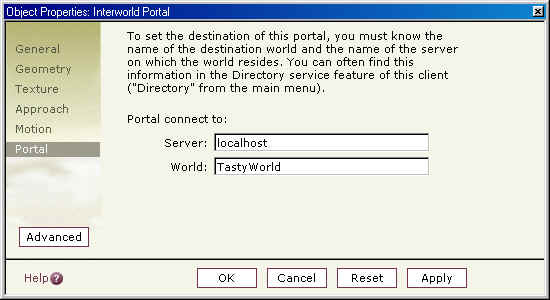 Object Properties: Interworld Portal
General
Geometry
Texture
Approach
Motion
Portal
Advanced
To set the destination of this portal, you must know the
name of the destination world and the name of the server
on which the world resides. You can often find this
information in the Directory service feature of this client
("Directory" from the main menu).
Portal connect to:
Server: localhost
World: TastyWorld
Help?
OK Cancel Reset Apply